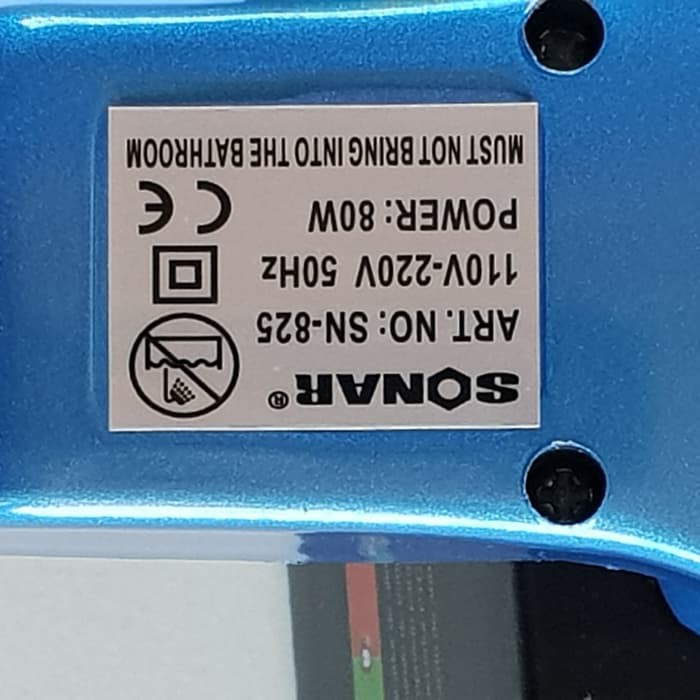 SONAR®
ART. NO: SN-825
110V-220V 50Hz
POWER: 80W CE
MUST NOT BRING INTO THE BATHROOM